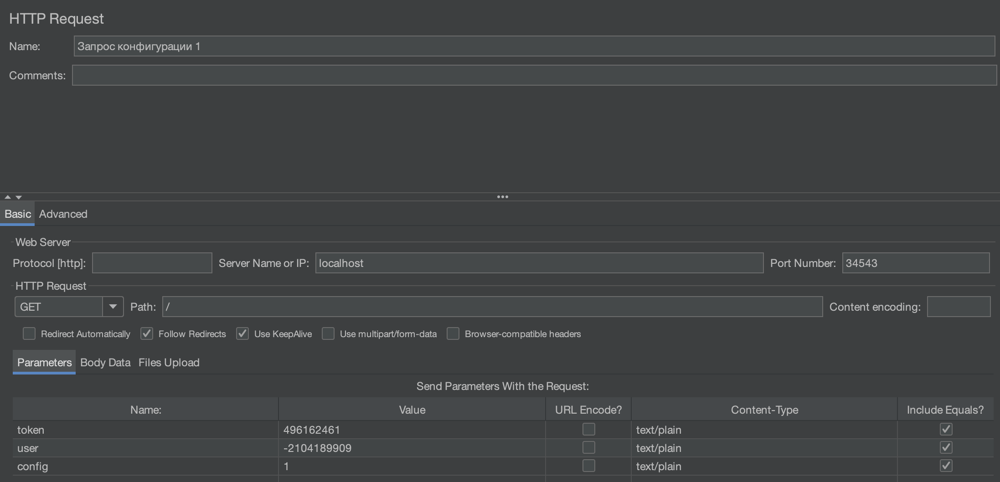 HTTP Request
Name: Запрос конфигурации 1
Comments:
Basic Advanced
Web Server
Protocol [http]: Server Name or IP: localhost Port Number: 34543
HTTP Request
GET Path: / Content encoding:
Redirect Automatically Follow Redirects Use KeepAlive Use multipart/form-data Browser-compatible headers
Parameters Body Data Files Upload
Send Parameters With the Request:
Name: Value URL Encode? Content-Type Include Equals?
token 496162461 text/plain
user -2104189909 text/plain
config 1 text/plain